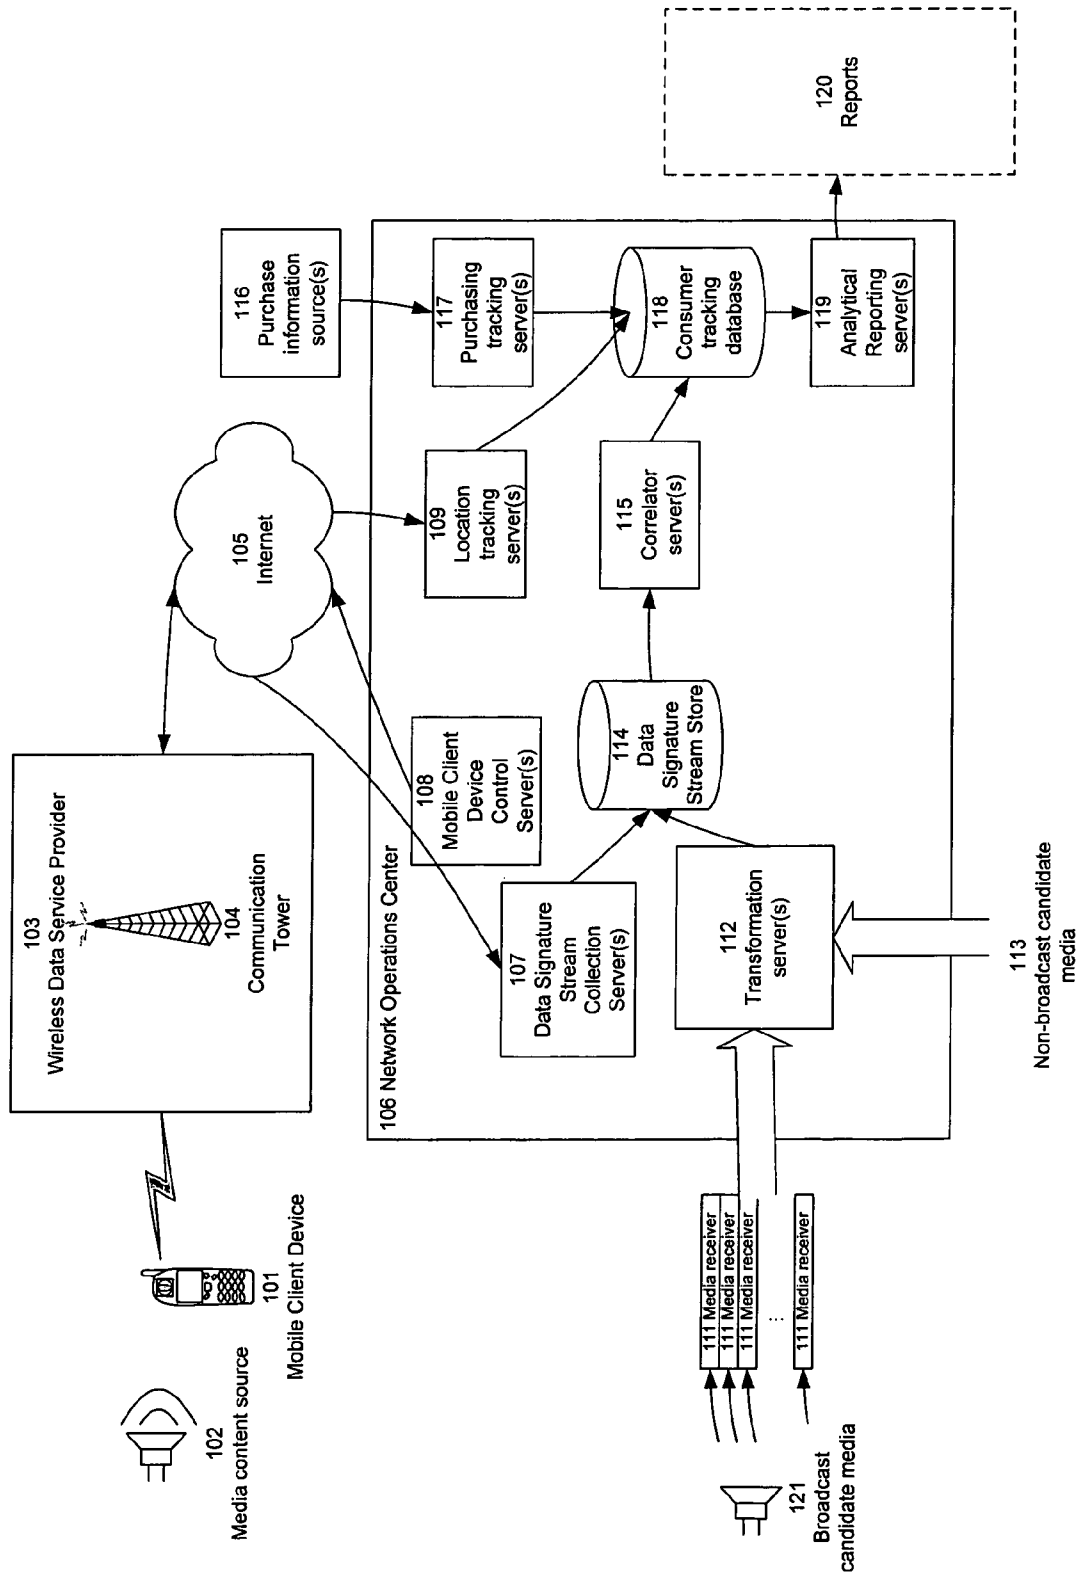 103
Wireless Data Service Provider
104
Communication
Tower
102
Media content source
101
Mobile Client Device
105
Internet
116
Purchase
information
source(s)
106 Network Operations Center
107
Data Signature
Stream
Collection
Server(s)
108
Mobile Client
Device
Control
Server(s)
109
Location
tracking
server(s)
117
Purchasing
tracking
server(s)
112
Transformation
server(s)
114
Data
Signature
Stream Store
115
Correlator
server(s)
118
Consumer
tracking
database
119
Analytical
Reporting
server(s)
120
Reports
111 Media receiver
111 Media receiver
111 Media receiver
...
111 Media receiver
121
Broadcast
candidate media
113
Non-broadcast candidate
media